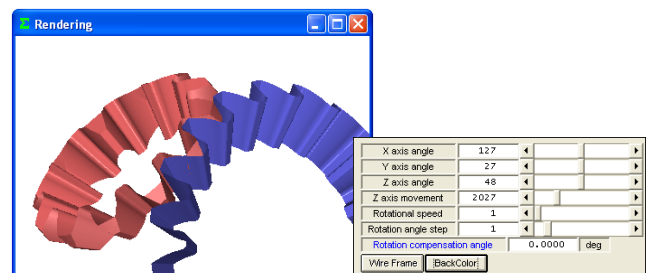 Σ Rendering
X axis angle 127
Y axis angle 27
Z axis angle 48
Z axis movement 2027
Rotational speed 1
Rotation angle step 1
Rotation compensation angle 0.0000 deg
Wire Frame BackColor